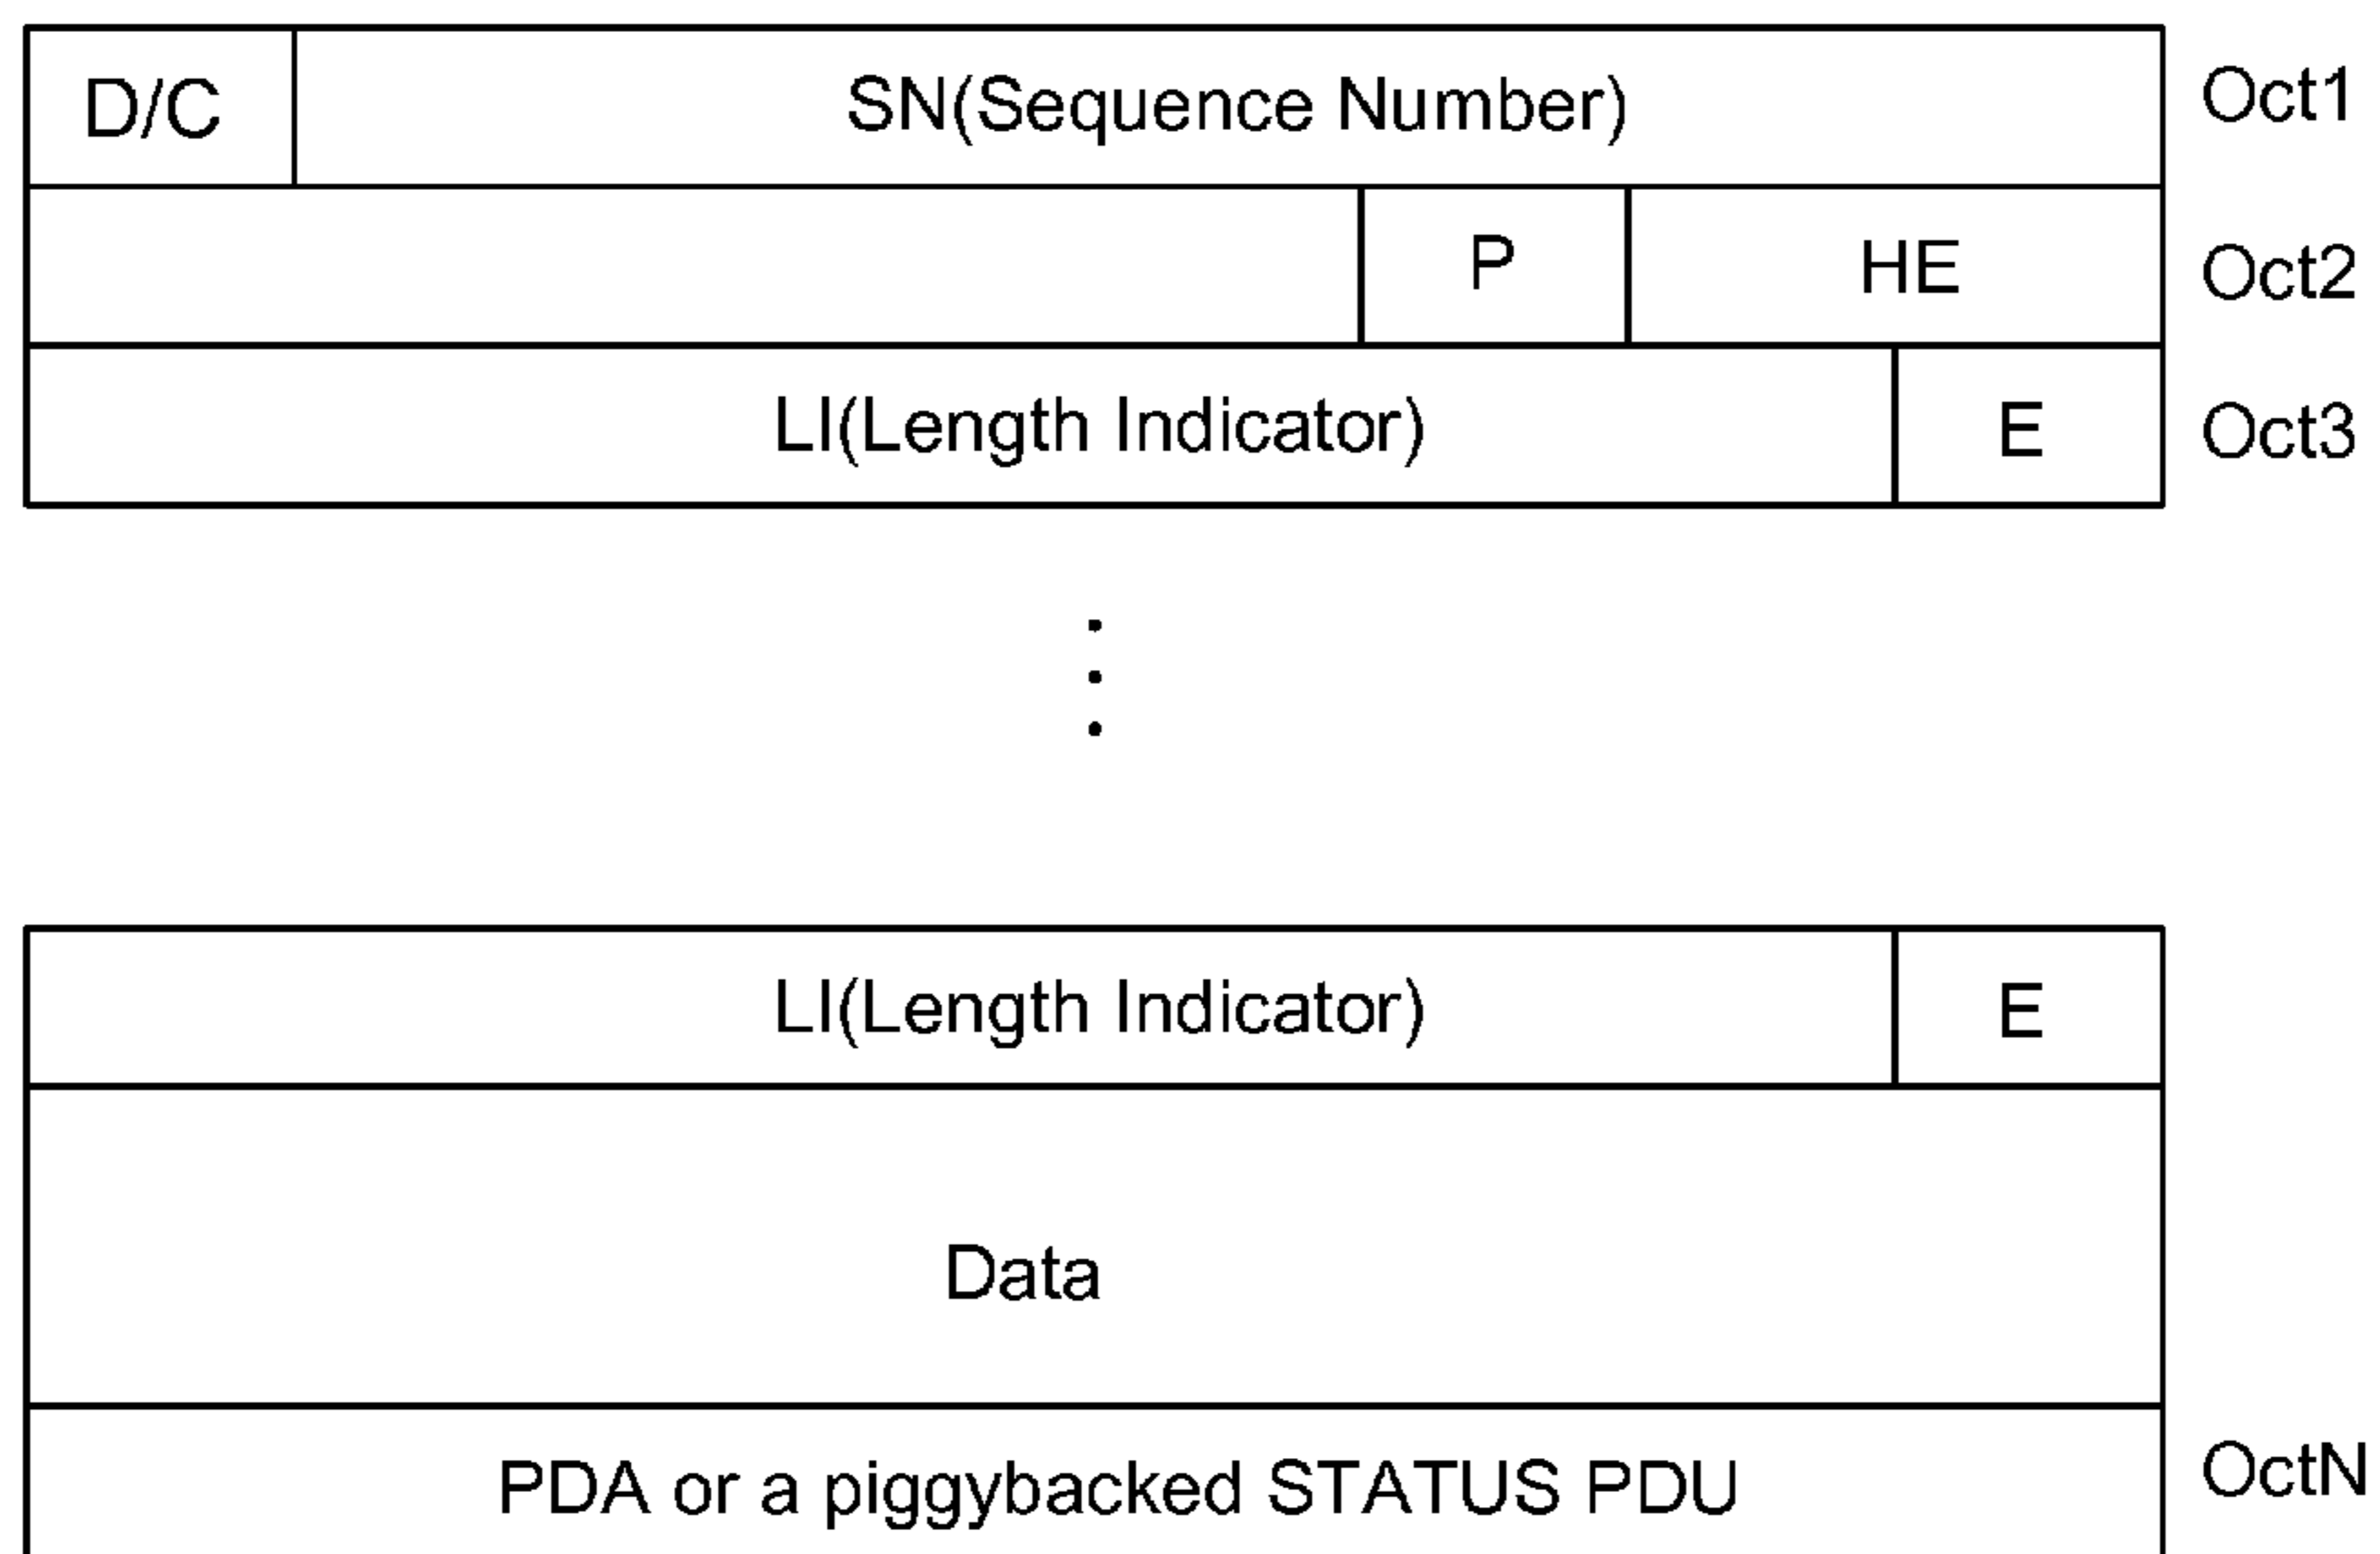 D/C SN(Sequence Number) Oct1
P HE Oct2
LI(Length Indicator) E Oct3
LI(Length Indicator) E
Data
PDA or a piggybacked STATUS PDU OctN